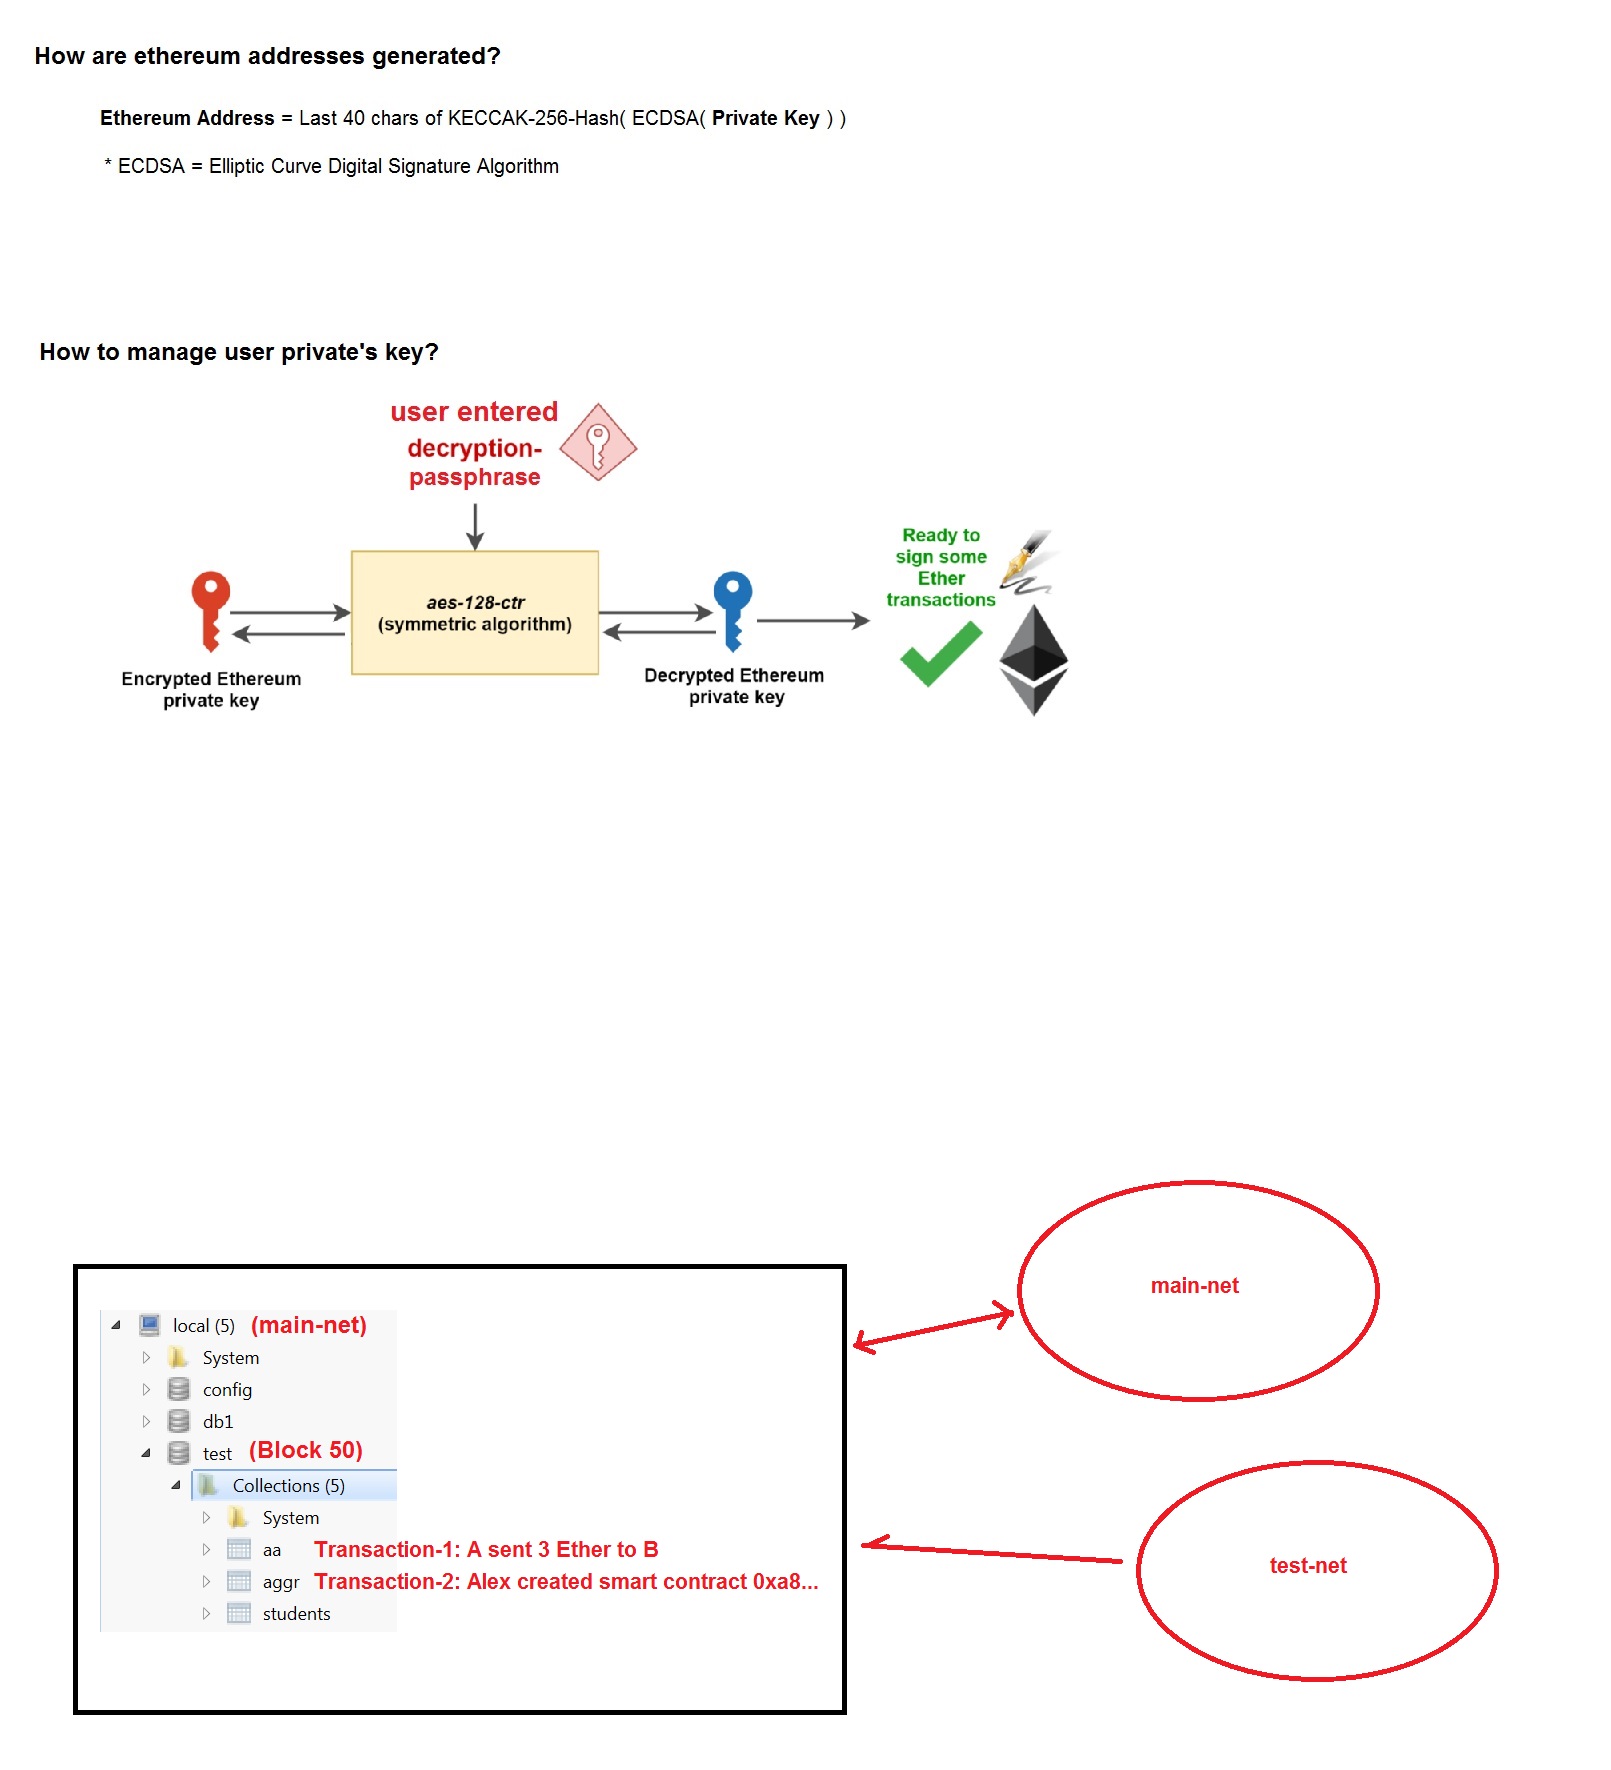 How are ethereum addresses generated?
Ethereum Address = Last 40 chars of KECCAK-256-Hash( ECDSA( Private Key ) )
* ECDSA = Elliptic Curve Digital Signature Algorithm
How to manage user private's key?
user entered
decryption-
passphrase
aes-128-ctr
(symmetric algorithm)
Encrypted Ethereum
private key
Decrypted Ethereum
private key
Ready to
sign some
Ether
transactions
local (5) (main-net)
System
config
db1
test (Block 50)
Collections (5)
System
aa Transaction-1: A sent 3 Ether to B
aggr Transaction-2: Alex created smart contract 0xa8...
students
main-net
test-net